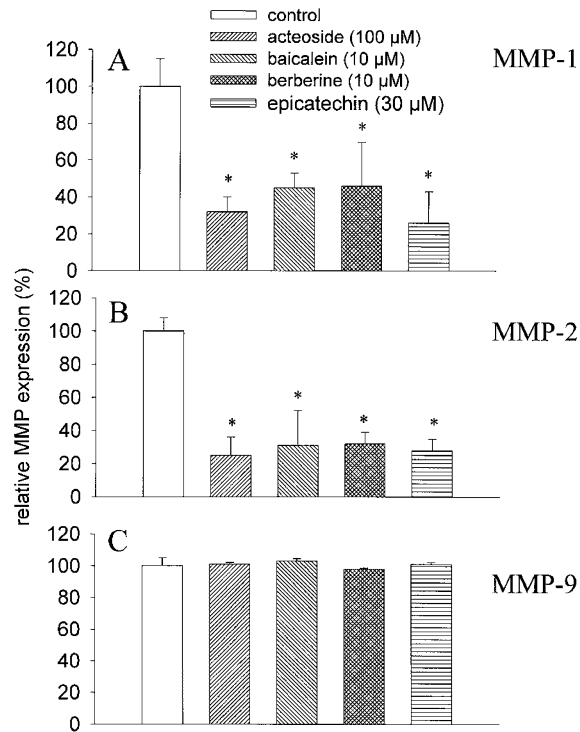 control
acteoside (100 µM)
baicalein (10 µM)
berberine (10 µM)
epicatechin (30 µM)
A
MMP-1
120
100
80
60
40
20
0
* * * *
B
MMP-2
120
100
80
60
40
20
0
* * * *
C
MMP-9
120
100
80
60
40
20
0
relative MMP expression (%)